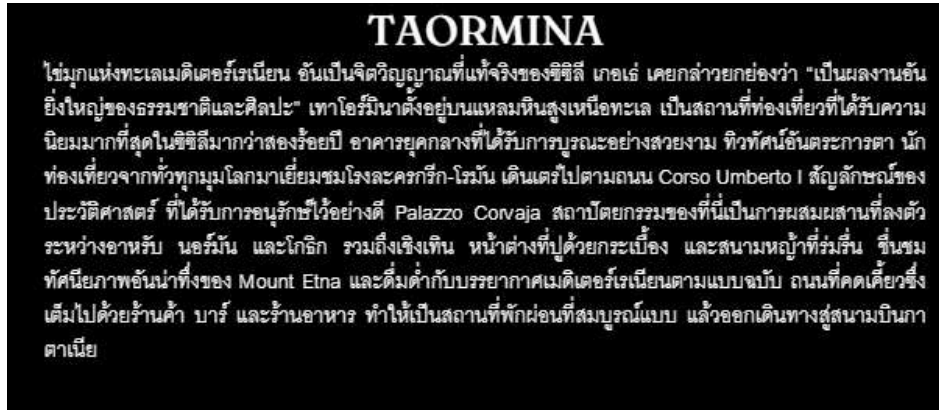 TAORMINA
ไข่มุกแห่งทะเลเมดิเตอร์เรเนียน อันเป็นจิตวิญญาณที่แท้จริงของซิซิลี เกอเธ่ เคยกล่าวยกย่องว่า "เป็นผลงานอัน
ยิ่งใหญ่ของธรรมชาติและศิลปะ" เทาโอร์มินาตั้งอยู่บนแหลมหินสูงเหนือทะเล เป็นสถานที่ท่องเที่ยวที่ได้รับความ
นิยมมากที่สุดในซิซิลีมากว่าสองร้อยปี อาคารยุคกลางที่ได้รับการบูรณะอย่างสวยงาม ทิวทัศน์อันตระการตา นัก
ท่องเที่ยวจากทั่วทุกมุมโลกมาเยี่ยมชมโรงละครกรีก-โรมัน เดินเตร่ไปตามถนน Corso Umberto I สัญลักษณ์ของ
ประวัติศาสตร์ ที่ได้รับการอนุรักษ์ไว้อย่างดี Palazzo Corvaja สถาปัตยกรรมของที่นี่เป็นการผสมผสานที่ลงตัว
ระหว่างอาหรับ นอร์มัน และโกธิก รวมถึงเชิงเทิน หน้าต่างที่ปูด้วยกระเบื้อง และสนามหญ้าที่ร่มรื่น ชื่นชม
ทัศนียภาพอันน่าทึ่งของ Mount Etna และดื่มด่ำกับบรรยากาศเมดิเตอร์เรเนียนตามแบบฉบับ ถนนที่คดเคี้ยวซึ่ง
เต็มไปด้วยร้านค้า บาร์ และร้านอาหาร ทำให้เป็นสถานที่พักผ่อนที่สมบูรณ์แบบ แล้วออกเดินทางสู่สนามบินกา
ตาเนีย